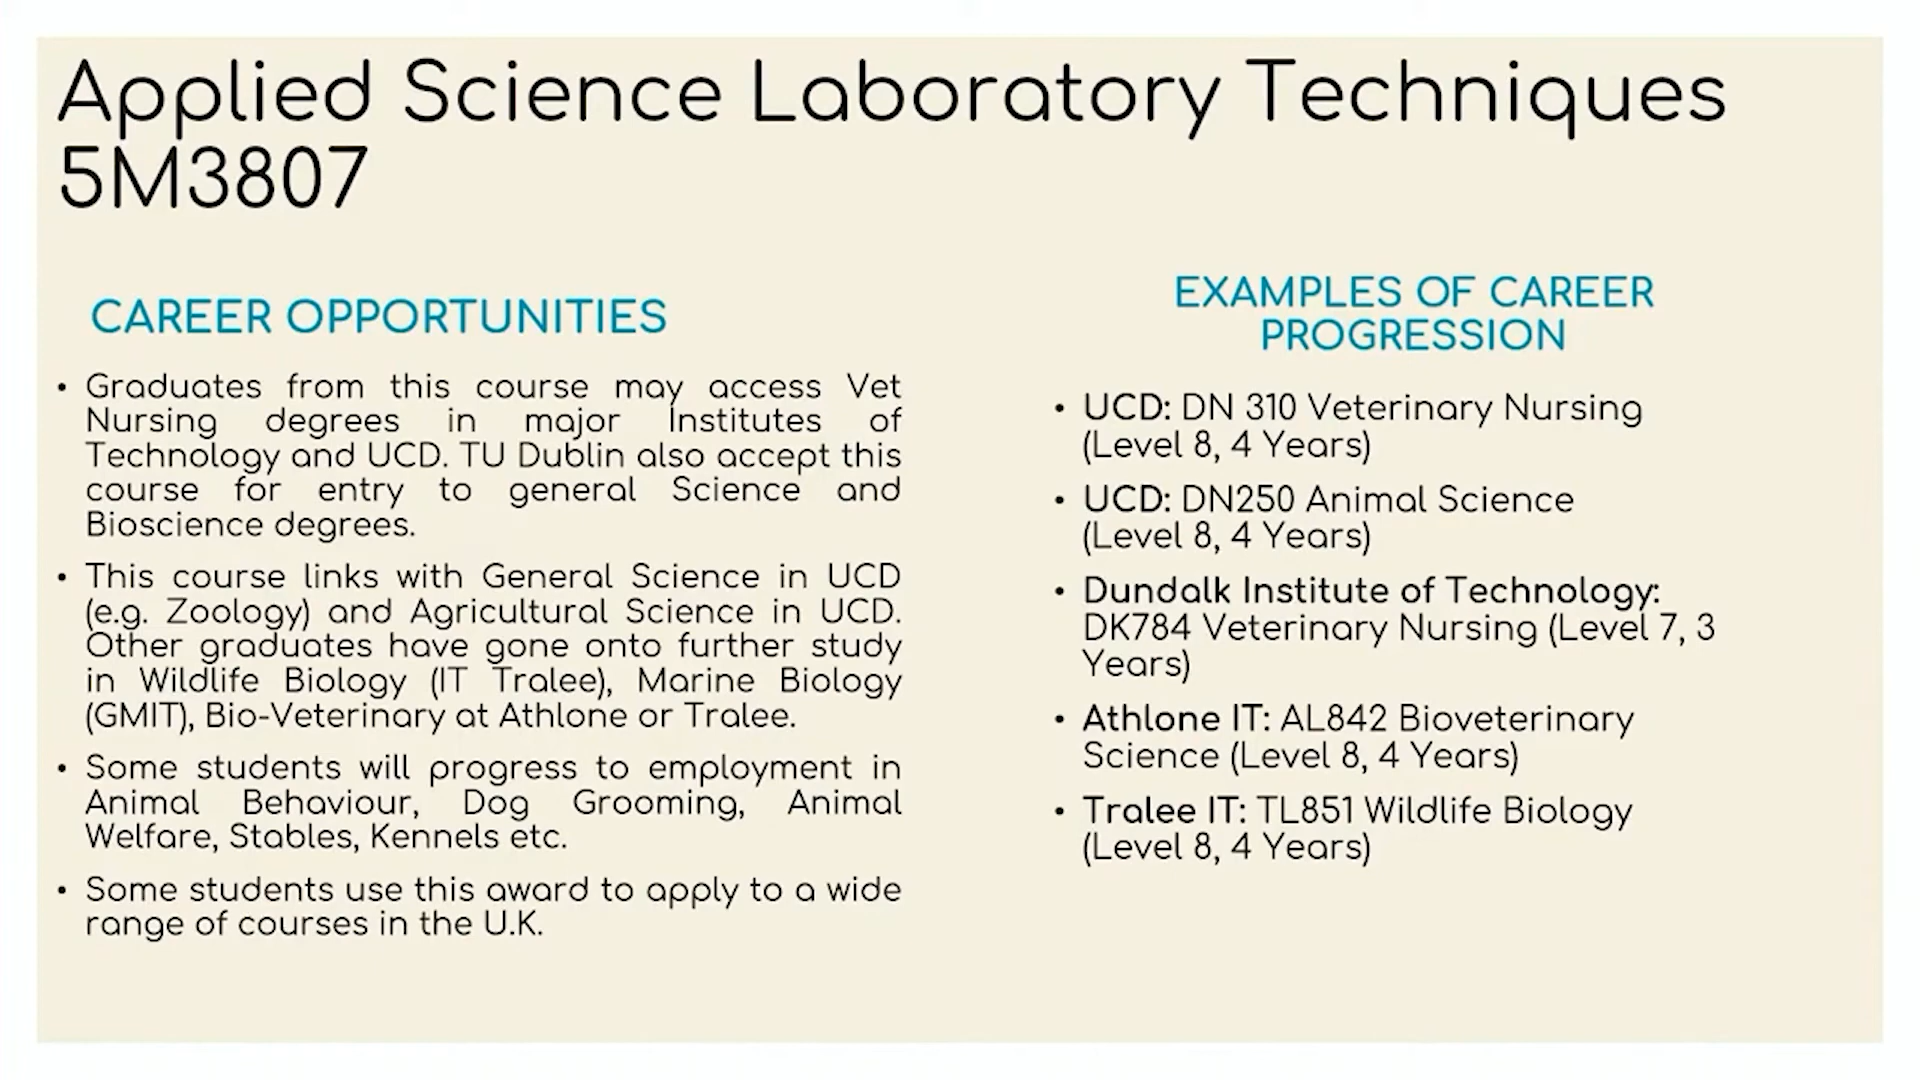 Applied Science Laboratory Techniques
5M3807
CAREER OPPORTUNITIES
• Graduates from this course may access Vet
Nursing degrees in major Institutes of
Technology and UCD. TU Dublin also accept this
course for entry to general Science and
Bioscience degrees.
• This course links with General Science in UCD
(e.g. Zoology) and Agricultural Science in UCD.
Other graduates have gone onto further study
in Wildlife Biology (IT Tralee), Marine Biology
(GMIT), Bio-Veterinary at Athlone or Tralee.
• Some students will progress to employment in
Animal Behaviour, Dog Grooming, Animal
Welfare, Stables, Kennels etc.
• Some students use this award to apply to a wide
range of courses in the U.K.
EXAMPLES OF CAREER
PROGRESSION
• UCD: DN 310 Veterinary Nursing
(Level 8, 4 Years)
• UCD: DN250 Animal Science
(Level 8, 4 Years)
• Dundalk Institute of Technology:
DK784 Veterinary Nursing (Level 7, 3
Years)
• Athlone IT: AL842 Bioveterinary
Science (Level 8, 4 Years)
• Tralee IT: TL851 Wildlife Biology
(Level 8, 4 Years)